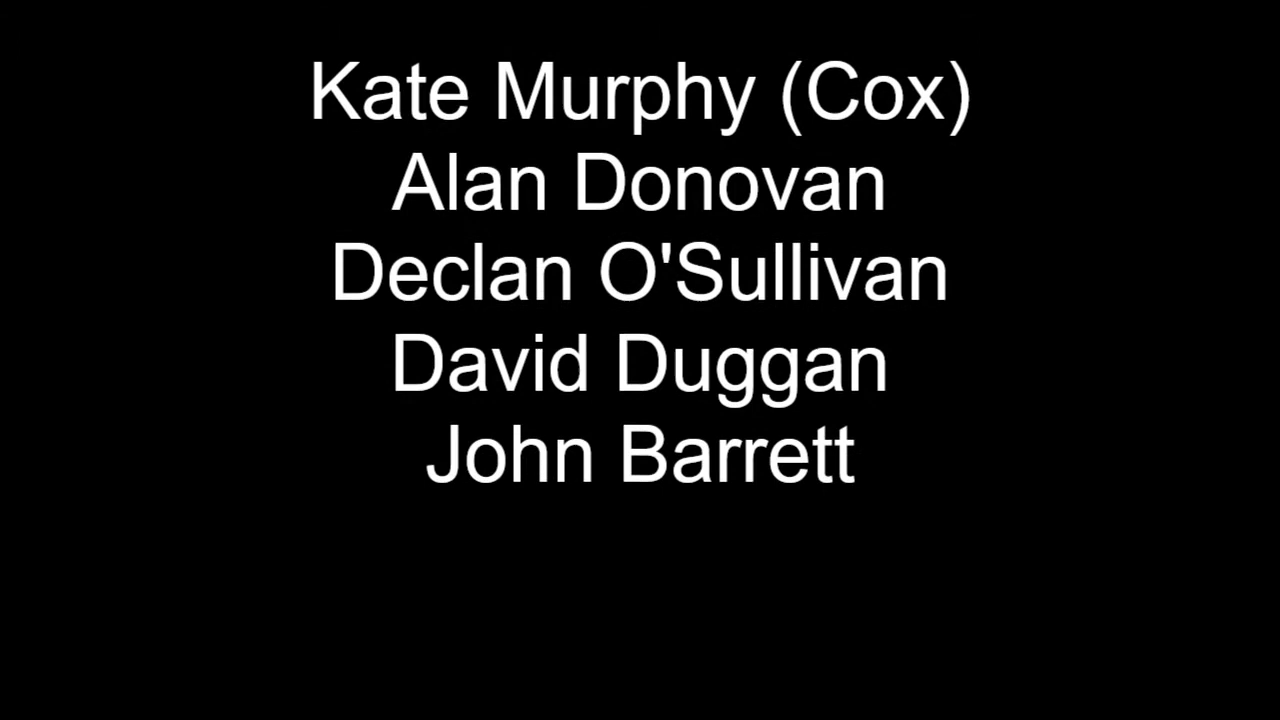 Kate Murphy (Cox)
Alan Donovan
Declan O'Sullivan
David Duggan
John Barrett